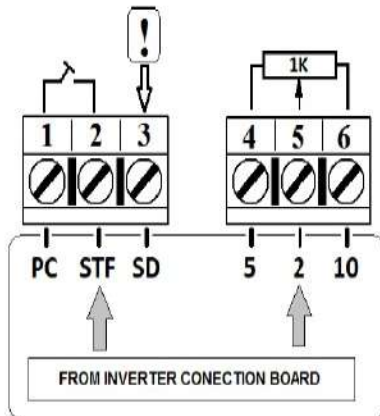 !
1K
1 2 3
4 5 6
PC STF SD
5 2 10
FROM INVERTER CONECTION BOARD